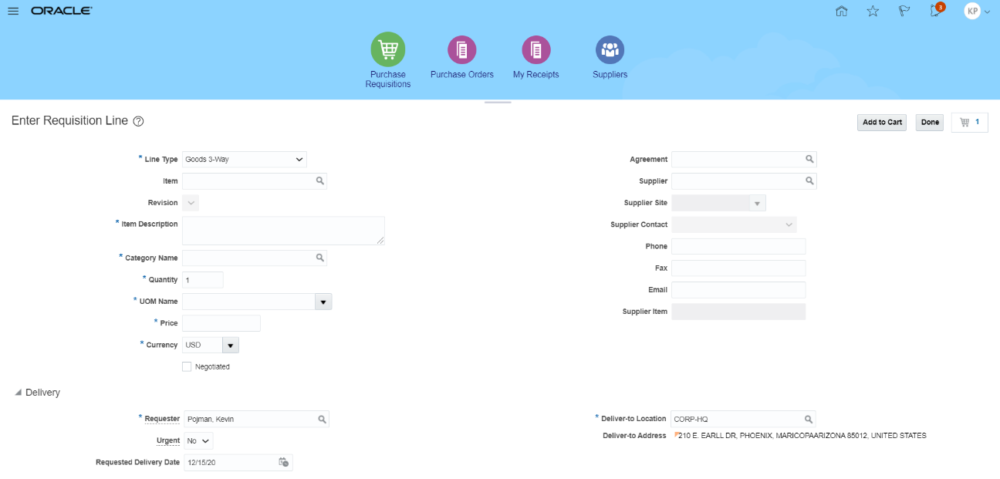 ORACLE
3
KP
Purchase Requisitions
Purchase Orders
My Receipts
Suppliers
Enter Requisition Line ?
Add to Cart
Done
1
* Line Type Goods 3-Way
Item
Revision
* Item Description
* Category Name
* Quantity 1
* UOM Name
* Price
* Currency USD
Negotiated
Agreement
Supplier
Supplier Site
Supplier Contact
Phone
Fax
Email
Supplier Item
Delivery
* Requester Pojman, Kevin
Urgent No
Requested Delivery Date 12/15/20
* Deliver-to Location CORP-HQ
Deliver-to Address 210 E. EARLL DR, PHOENIX, MARICOPAARIZONA 85012, UNITED STATES